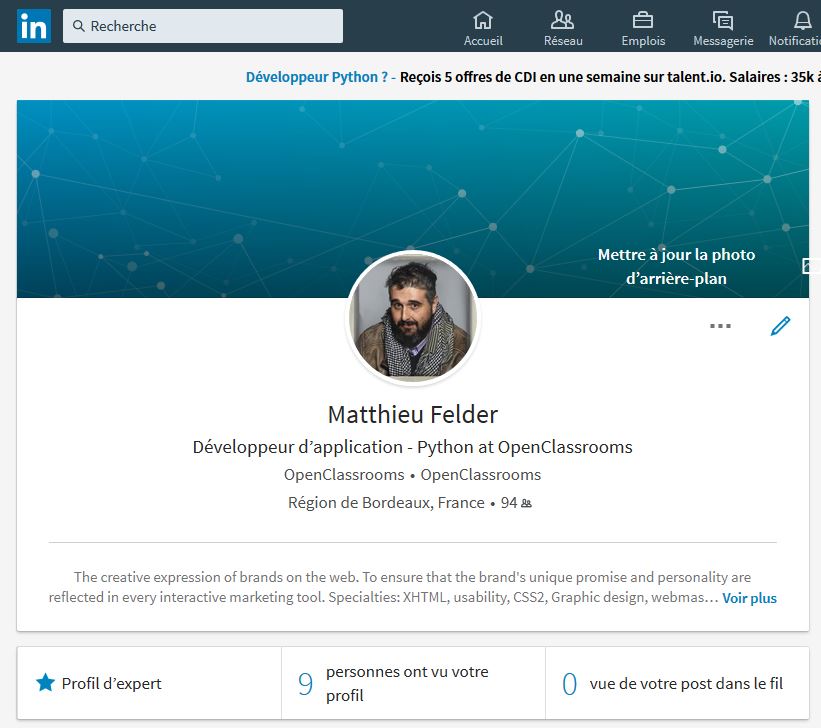 in
Recherche
Accueil
Réseau
Emplois
Messagerie
Développeur Python ? - Reçois 5 offres de CDI en une semaine sur talent.io. Salaires : 35k
Mettre à jour la photo
d'arrière-plan
Matthieu Felder
Développeur d'application - Python at OpenClassrooms
OpenClassrooms • OpenClassrooms
Région de Bordeaux, France • 94
The creative expression of brands on the web. To ensure that the brand's unique promise and personality are
reflected in every interactive marketing tool. Specialties: XHTML, usability, CSS2, Graphic design, webmas… Voir plus
Profil d'expert
9 personnes ont vu votre
profil
0 vue de votre post dans le fil